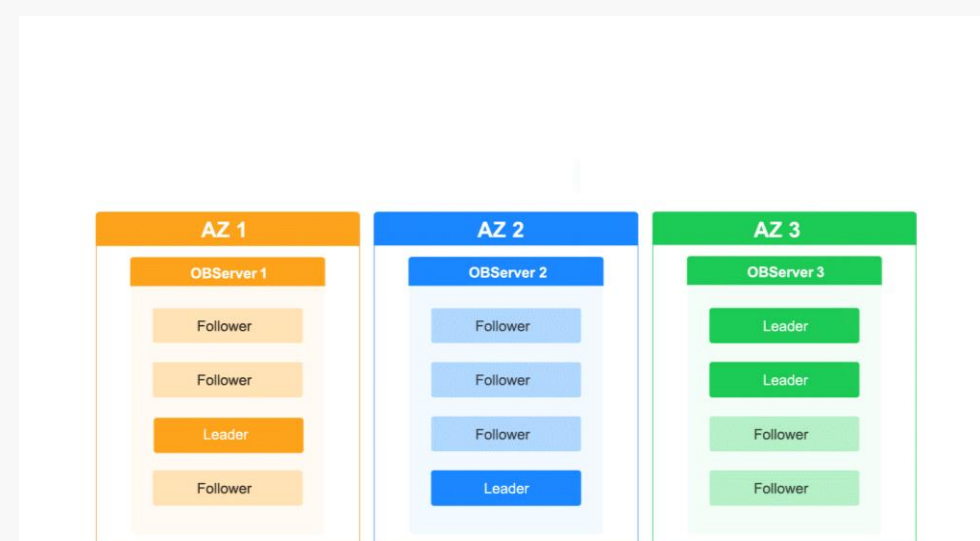 AZ 1
OBServer 1
Follower
Follower
Leader
Follower
AZ 2
OBServer 2
Follower
Follower
Follower
Leader
AZ 3
OBServer 3
Leader
Leader
Follower
Follower